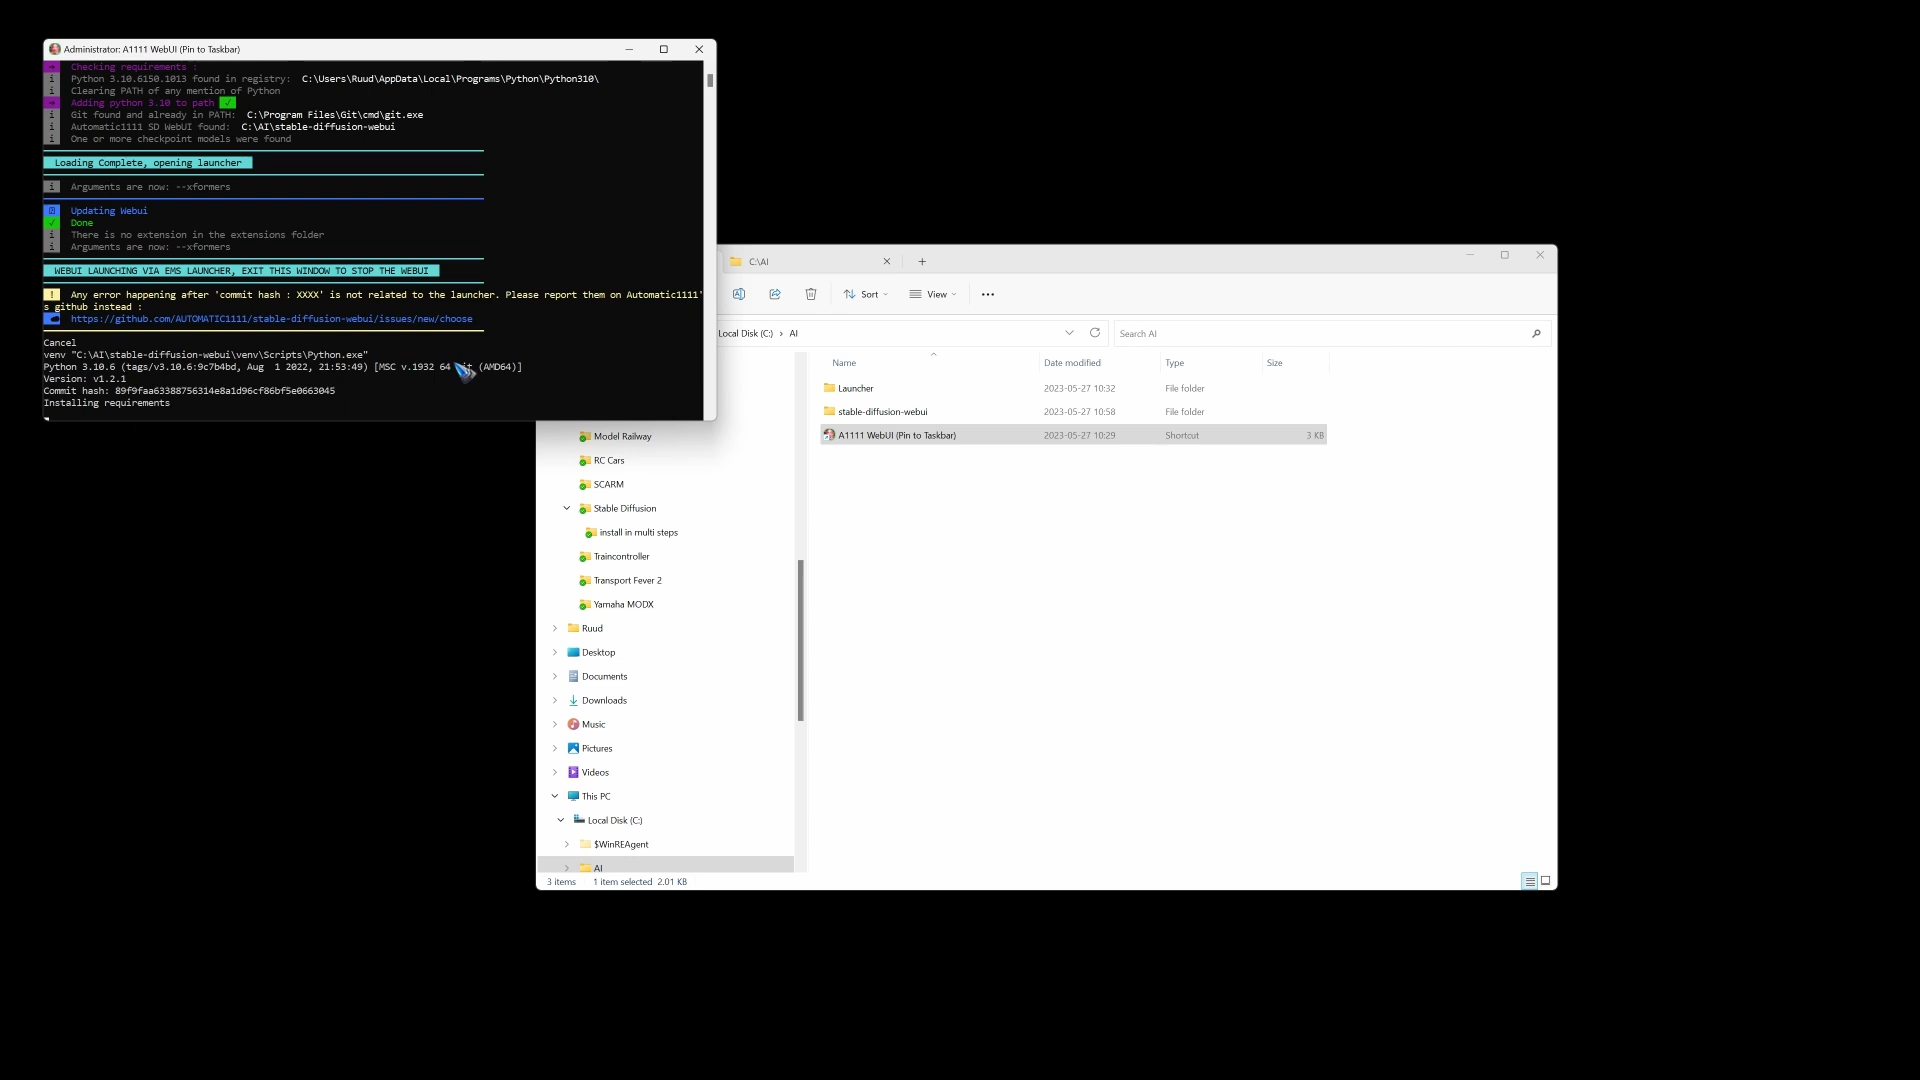 Administrator: A1111 WebUI (Pin to Taskbar)
Checking requirements :
i Python 3.10.6150.1013 found in registry: C:\Users\Ruud\AppData\Local\Programs\Python\Python310\
i Clearing PATH of any mention of Python
Adding python 3.10 to path
i Git found and already in PATH: C:\Program Files\Git\cmd\git.exe
i Automatic1111 SD WebUI found: C:\AI\stable-diffusion-webui
i One or more checkpoint models were found
Loading Complete, opening launcher
i Arguments are now: --xformers
Updating Webui
Done
i There is no extension in the extensions folder
i Arguments are now: --xformers
WEBUI LAUNCHING VIA EMS LAUNCHER, EXIT THIS WINDOW TO STOP THE WEBUI
! Any error happening after 'commit hash : XXXX' is not related to the launcher. Please report them on Automatic1111'
s github instead :
https://github.com/AUTOMATIC1111/stable-diffusion-webui/issues/new/choose
Cancel
venv "C:\AI\stable-diffusion-webui\venv\Scripts\Python.exe"
Python 3.10.6 (tags/v3.10.6:9c7b4bd, Aug  1 2022, 21:53:49) [MSC v.1932 64 (AMD64)]
Version: v1.2.1
Commit hash: 89f9faa63388756314e8a1d96cf86bf5e0663045
Installing requirements
C:\AI
Sort
View
Local Disk (C:) > AI
Search AI
Name Date modified Type Size
Launcher 2023-05-27 10:32 File folder
stable-diffusion-webui 2023-05-27 10:58 File folder
A1111 WebUI (Pin to Taskbar) 2023-05-27 10:29 Shortcut 3 KB
Model Railway
RC Cars
SCARM
Stable Diffusion
install in multi steps
Traincontroller
Transport Fever 2
Yamaha MODX
Ruud
Desktop
Documents
Downloads
Music
Pictures
Videos
This PC
Local Disk (C:)
$WinREAgent
AI
3 items 1 item selected 2.01 KB